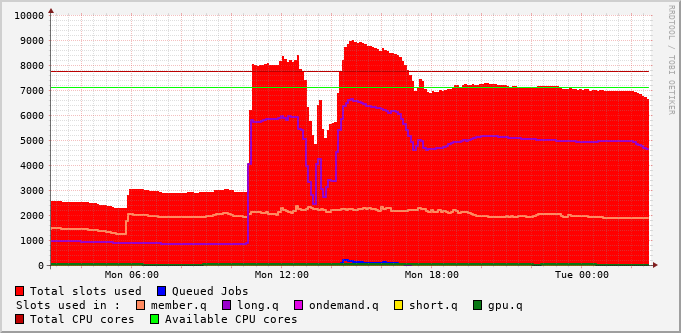 10000
9000
8000
7000
6000
5000
4000
3000
2000
1000
0
Mon 06:00 Mon 12:00 Mon 18:00 Tue 00:00
RRDTOOL / TOBI OETIKER
Total slots used Queued Jobs
Slots used in : member.q long.q ondemand.q short.q gpu.q
Total CPU cores Available CPU cores